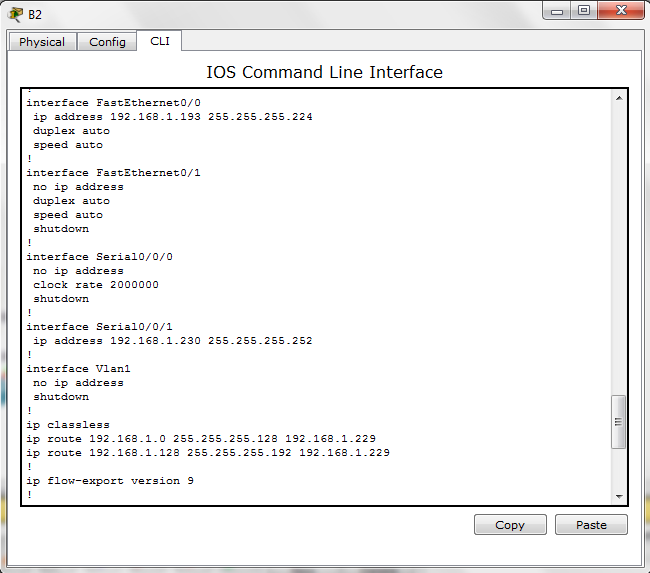 B2
Physical Config CLI
IOS Command Line Interface
!
interface FastEthernet0/0
 ip address 192.168.1.193 255.255.255.224
 duplex auto
 speed auto
!
interface FastEthernet0/1
 no ip address
 duplex auto
 speed auto
 shutdown
!
interface Serial0/0/0
 no ip address
 clock rate 2000000
 shutdown
!
interface Serial0/0/1
 ip address 192.168.1.230 255.255.255.252
!
interface Vlan1
 no ip address
 shutdown
!
ip classless
ip route 192.168.1.0 255.255.255.128 192.168.1.229
ip route 192.168.1.128 255.255.255.192 192.168.1.229
!
ip flow-export version 9
!
Copy Paste